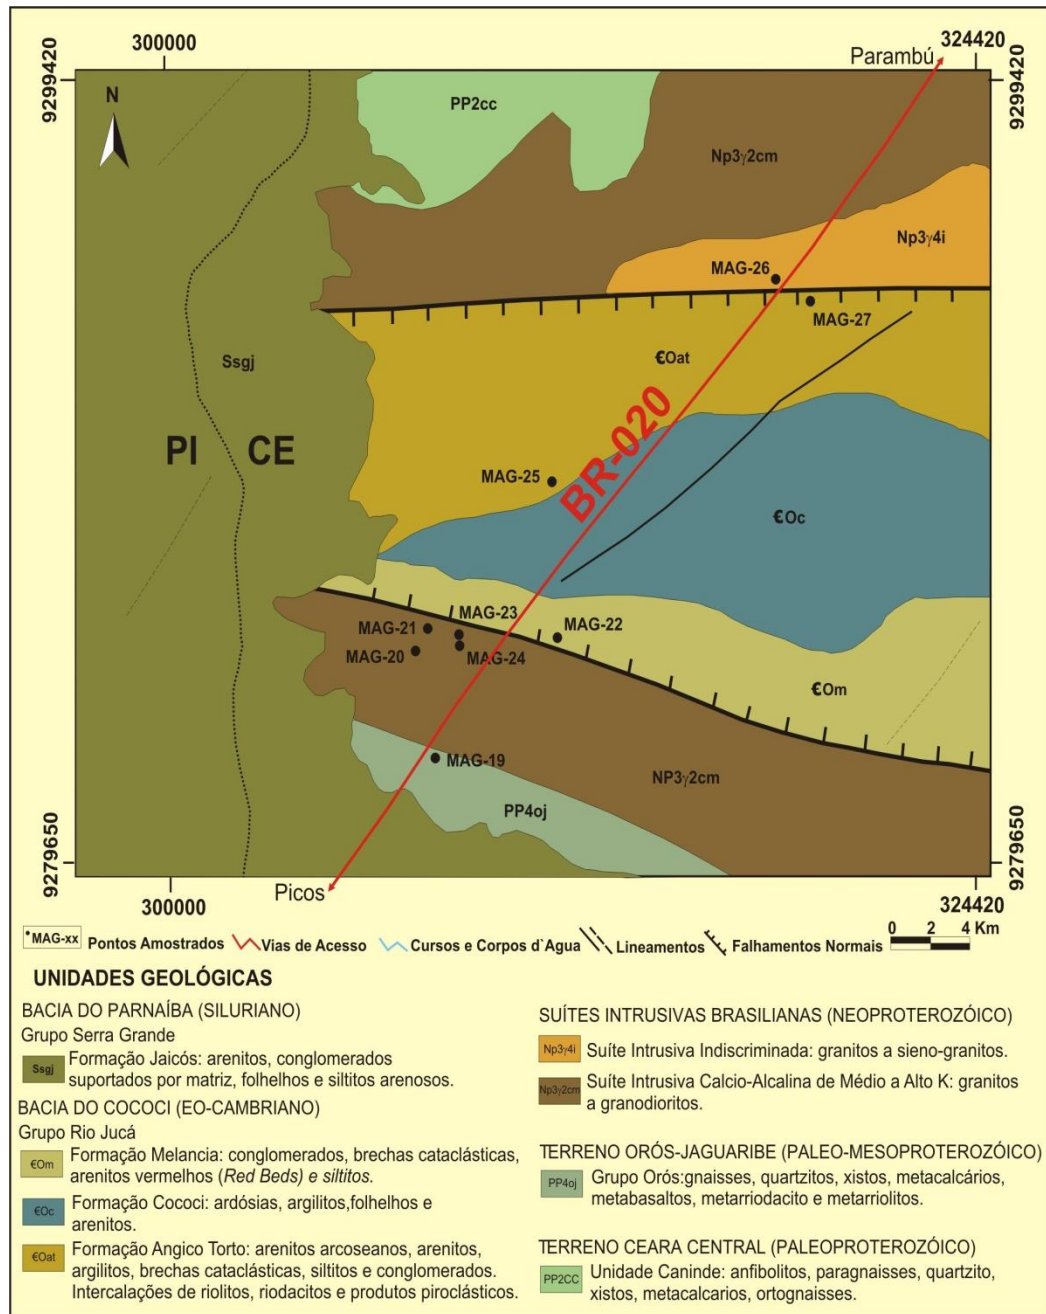 300000
324420
Parambú
9299420
9299420
N
PP2cc
Np3γ2cm
Np3γ4i
MAG-26
MAG-27
Ssgj
€Oat
PI
CE
BR-020
MAG-25
€Oc
MAG-23
MAG-21
MAG-22
MAG-20
MAG-24
€Om
MAG-19
NP3γ2cm
PP4oj
9279650
9279650
Picos
300000
324420
•MAG-xx Pontos Amostrados Vias de Acesso Cursos e Corpos d`Agua Lineamentos Falhamentos Normais 0 2 4 Km
UNIDADES GEOLÓGICAS
BACIA DO PARNAÍBA (SILURIANO)
Grupo Serra Grande
Ssgj Formação Jaicós: arenitos, conglomerados
suportados por matriz, folhelhos e siltitos arenosos.
BACIA DO COCOCI (EO-CAMBRIANO)
Grupo Rio Jucá
€Om Formação Melancia: conglomerados, brechas cataclásticas,
arenitos vermelhos (Red Beds) e siltitos.
€Oc Formação Cococi: ardósias, argilitos,folhelhos e
arenitos.
€Oat Formação Angico Torto: arenitos arcoseanos, arenitos,
argilitos, brechas cataclásticas, siltitos e conglomerados.
Intercalações de riolitos, riodacitos e produtos piroclásticos.
SUÍTES INTRUSIVAS BRASILIANAS (NEOPROTEROZÓICO)
Np3γ4i Suíte Intrusiva Indiscriminada: granitos a sieno-granitos.
Np3γ2cm Suíte Intrusiva Calcio-Alcalina de Médio a Alto K: granitos
a granodioritos.
TERRENO ORÓS-JAGUARIBE (PALEO-MESOPROTEROZÓICO)
PP4oj Grupo Orós:gnaisses, quartzitos, xistos, metacalcários,
metabasaltos, metarriodacito e metarriolitos.
TERRENO CEARA CENTRAL (PALEOPROTEROZÓICO)
PP2CC Unidade Caninde: anfibolitos, paragnaisses, quartzito,
xistos, metacalcarios, ortognaisses.